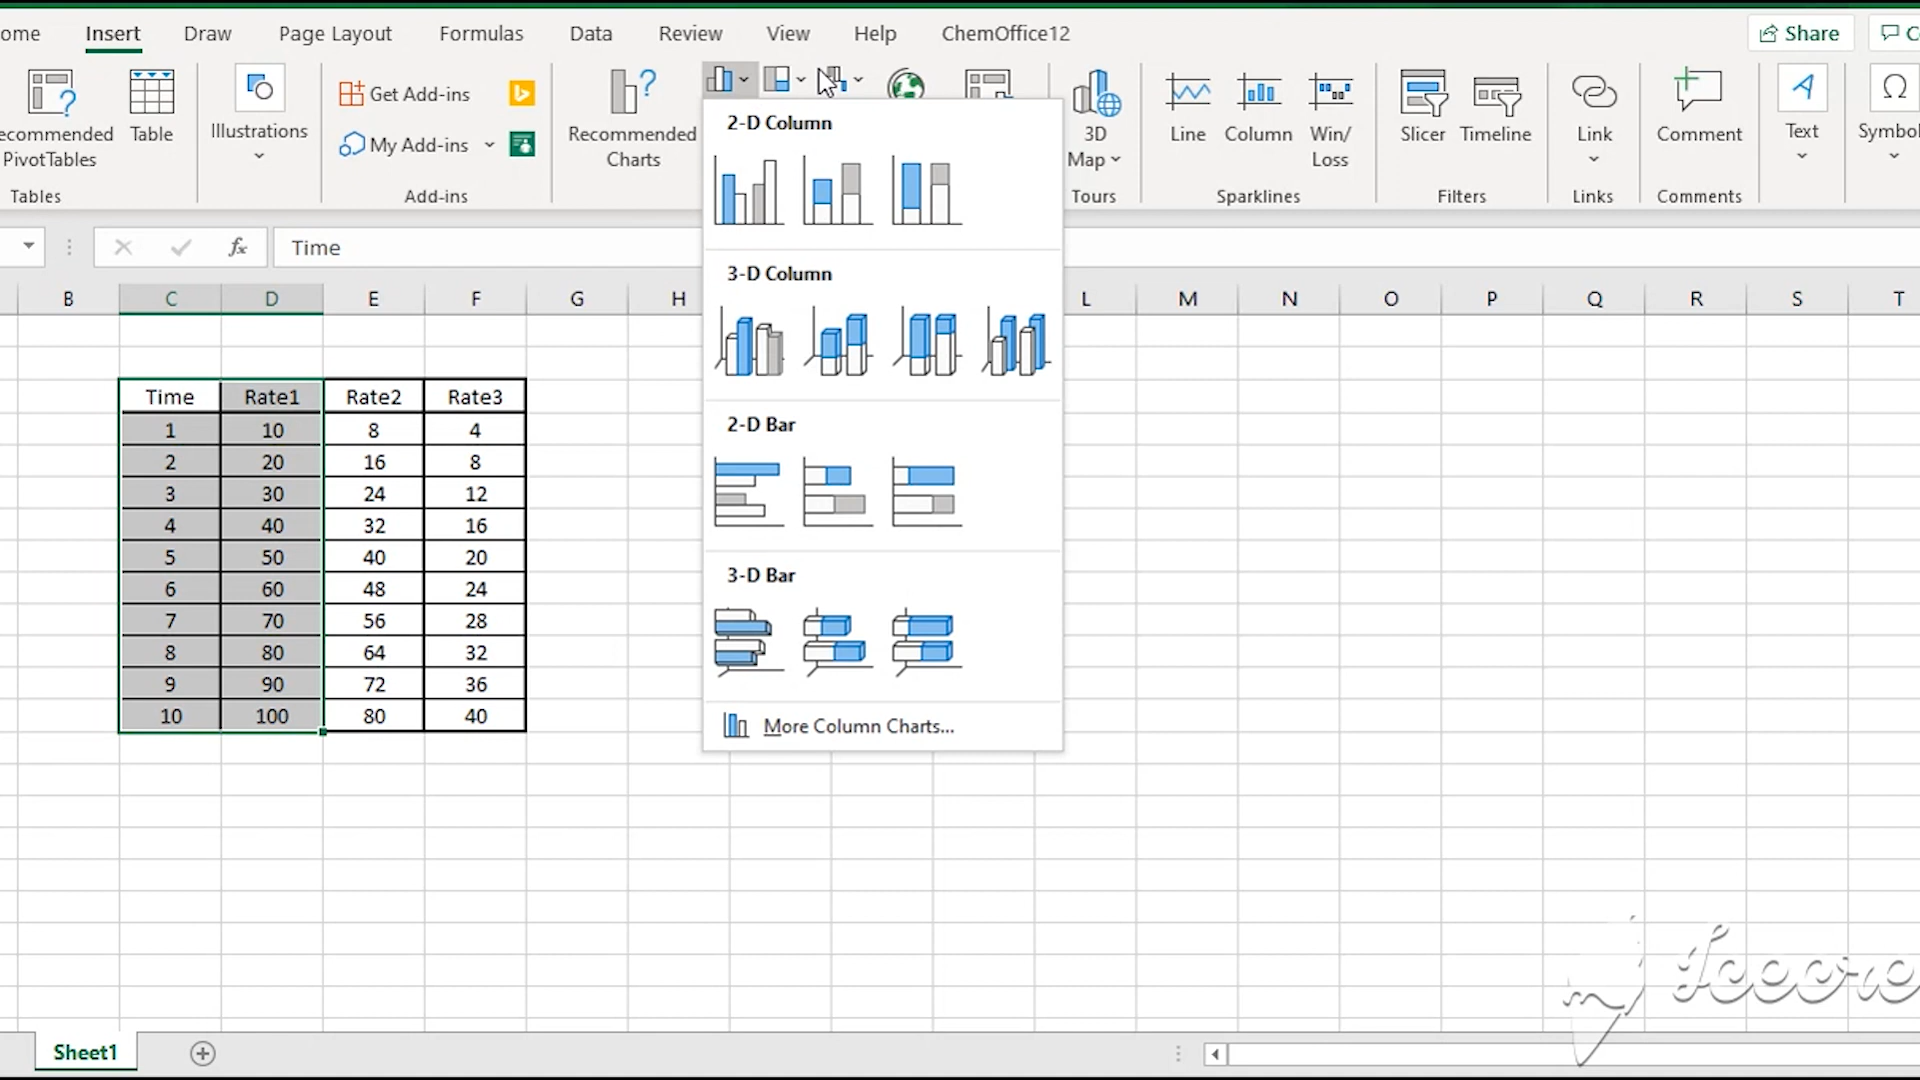 ome Insert Draw Page Layout Formulas Data Review View Help ChemOffice12 Share C
ecommended
PivotTables
Table
Tables
Illustrations
Get Add-ins
My Add-ins
Add-ins
Recommended
Charts
3D
Map
Tours
Line Column Win/
Loss
Sparklines
Slicer Timeline
Filters
Link
Links
Comment
Comments
Text
Symbol
fx Time
2-D Column
3-D Column
2-D Bar
3-D Bar
More Column Charts...
B C D E F G H L M N O P Q R S T
Time Rate1 Rate2 Rate3
1 10 8 4
2 20 16 8
3 30 24 12
4 40 32 16
5 50 40 20
6 60 48 24
7 70 56 28
8 80 64 32
9 90 72 36
10 100 80 40
Sheet1